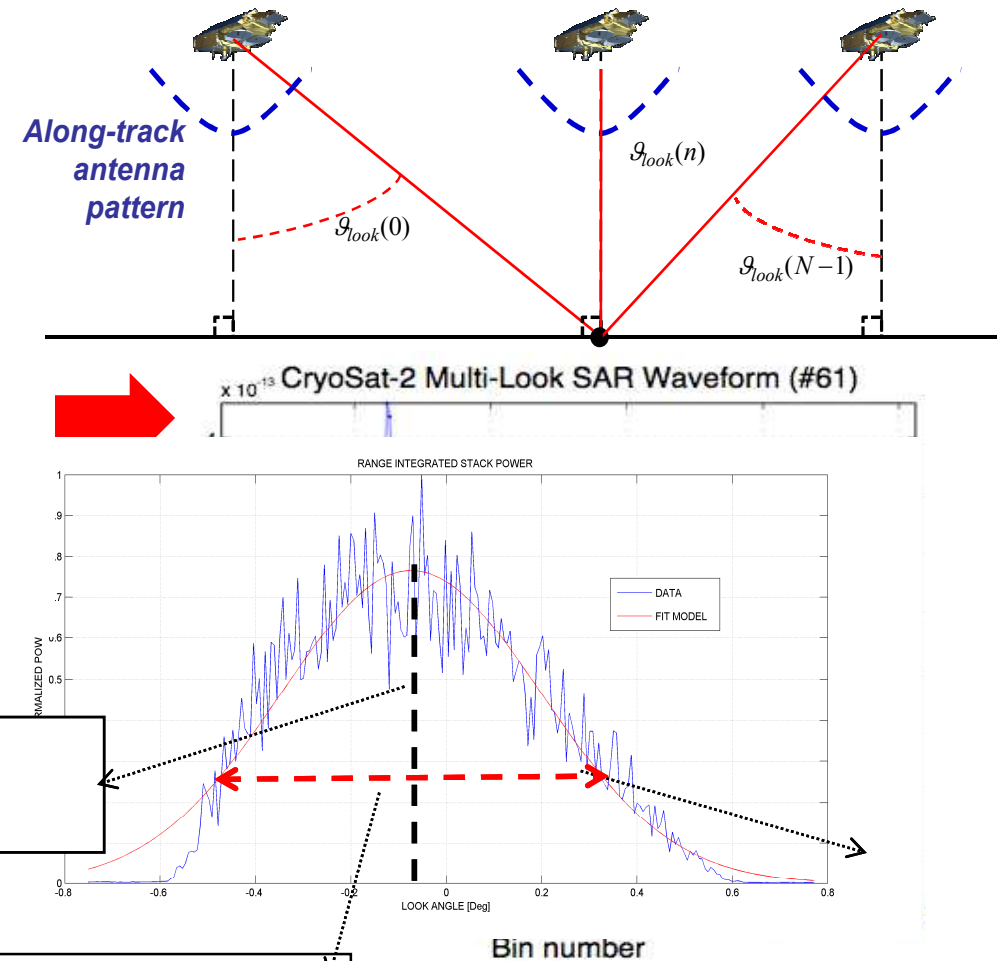 Along-track
antenna
pattern
ϑlook(0)
ϑlook(n)
ϑlook(N−1)
x 10-13 CryoSat-2 Multi-Look SAR Waveform (#61)
RANGE INTEGRATED STACK POWER
1
.9
.8
.7
0.6
0.5
0
RMALIZED POW
DATA
FIT MODEL
-0.8 -0.6 -0.4 -0.2 0 0.2 0.4 0.6 0.8
LOOK ANGLE [Deg]
Bin number